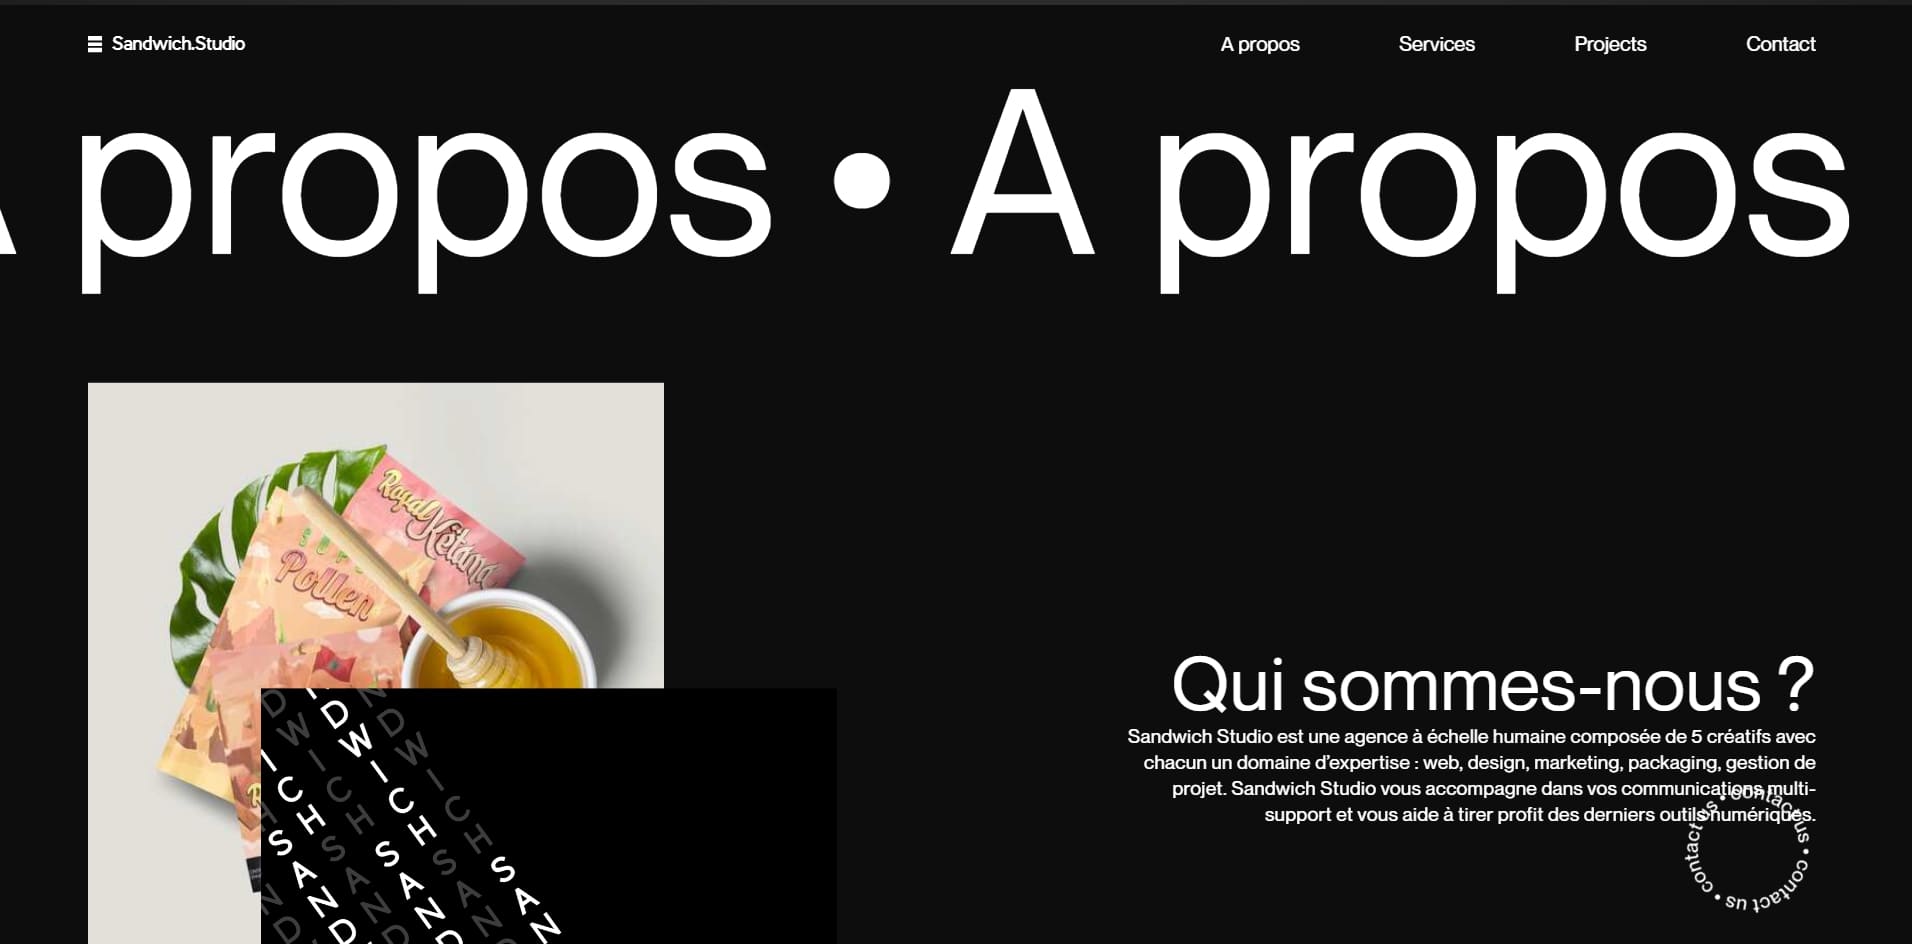 Sandwich.Studio
A propos
Services
Projects
Contact
A propos • A propos
Royal Kétama
Pollen
SANDWICH SANDWICH
Qui sommes-nous ?
Sandwich Studio est une agence à échelle humaine composée de 5 créatifs avec
chacun un domaine d’expertise : web, design, marketing, packaging, gestion de
projet. Sandwich Studio vous accompagne dans vos communications multi-
support et vous aide à tirer profit des derniers outils numériques.
contact us • contact us • contact us •